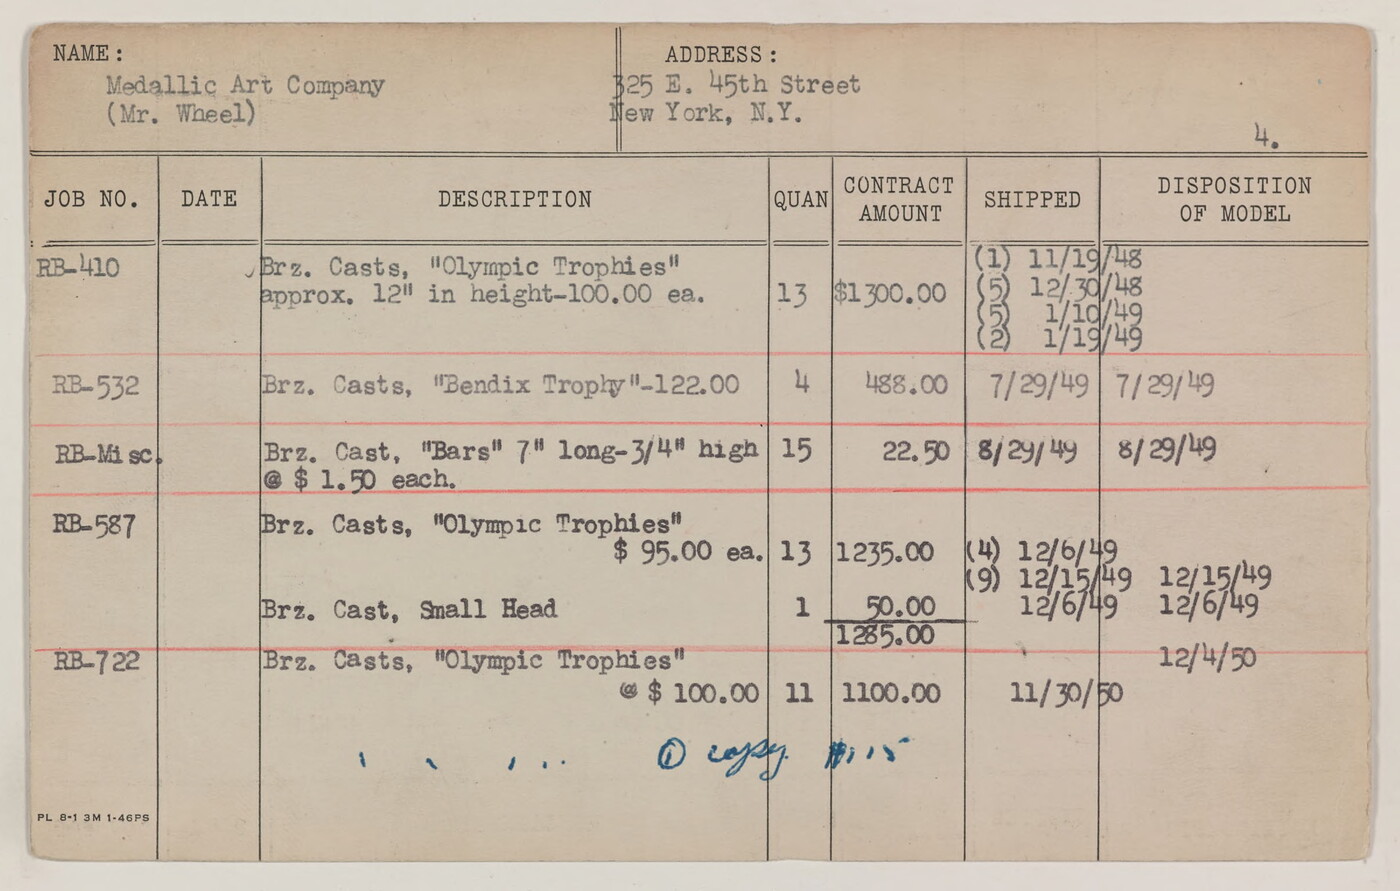 NAME: ADDRESS:
Medallic Art Company 325 E. 45th Street
(Mr. Wheel) New York, N.Y.
4.
JOB NO. DATE DESCRIPTION QUAN CONTRACT AMOUNT SHIPPED DISPOSITION OF MODEL
RB-410 Brz. Casts, "Olympic Trophies" (1) 11/19/48
approx. 12" in height-100.00 ea. 13 $1300.00 (5) 12/30/48
(5) 1/10/49
(2) 1/19/49
RB-532 Brz. Casts, "Bendix Trophy"-122.00 4 488.00 7/29/49 7/29/49
RB-Misc. Brz. Cast, "Bars" 7" long-3/4" high 15 22.50 8/29/49 8/29/49
@ $ 1.50 each.
RB-587 Brz. Casts, "Olympic Trophies"
$ 95.00 ea. 13 1235.00 (4) 12/6/49
(9) 12/15/49 12/15/49
Brz. Cast, Small Head 1 50.00 12/6/49 12/6/49
1285.00
RB-722 Brz. Casts, "Olympic Trophies" 12/4/50
@ $ 100.00 11 1100.00 11/30/50
① copy $115
PL 8-1 3M 1-46PS